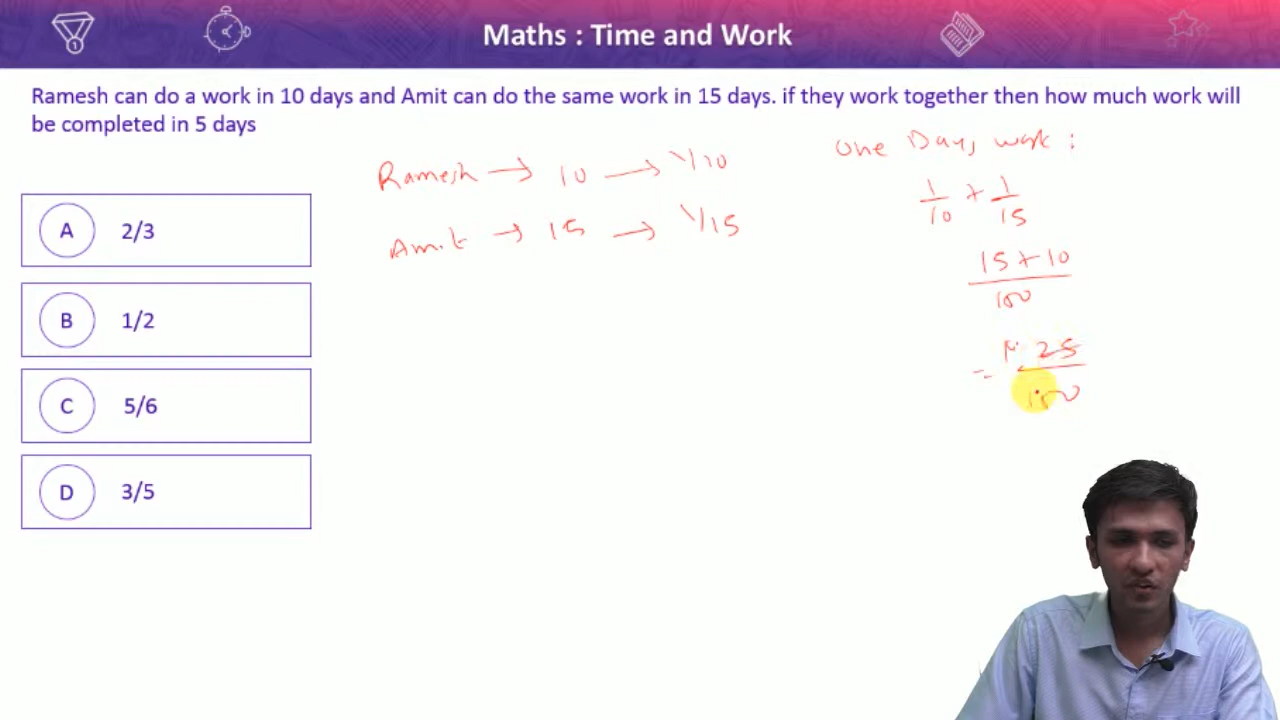 Maths : Time and Work
Ramesh can do a work in 10 days and Amit can do the same work in 15 days. if they work together then how much work will
be completed in 5 days
One Days work :
Ramesh → 10 → 1/10
1/10 + 1/15
Amit → 15 → 1/15
A 2/3
15 + 10
B 1/2
= 25
C 5/6
D 3/5
1